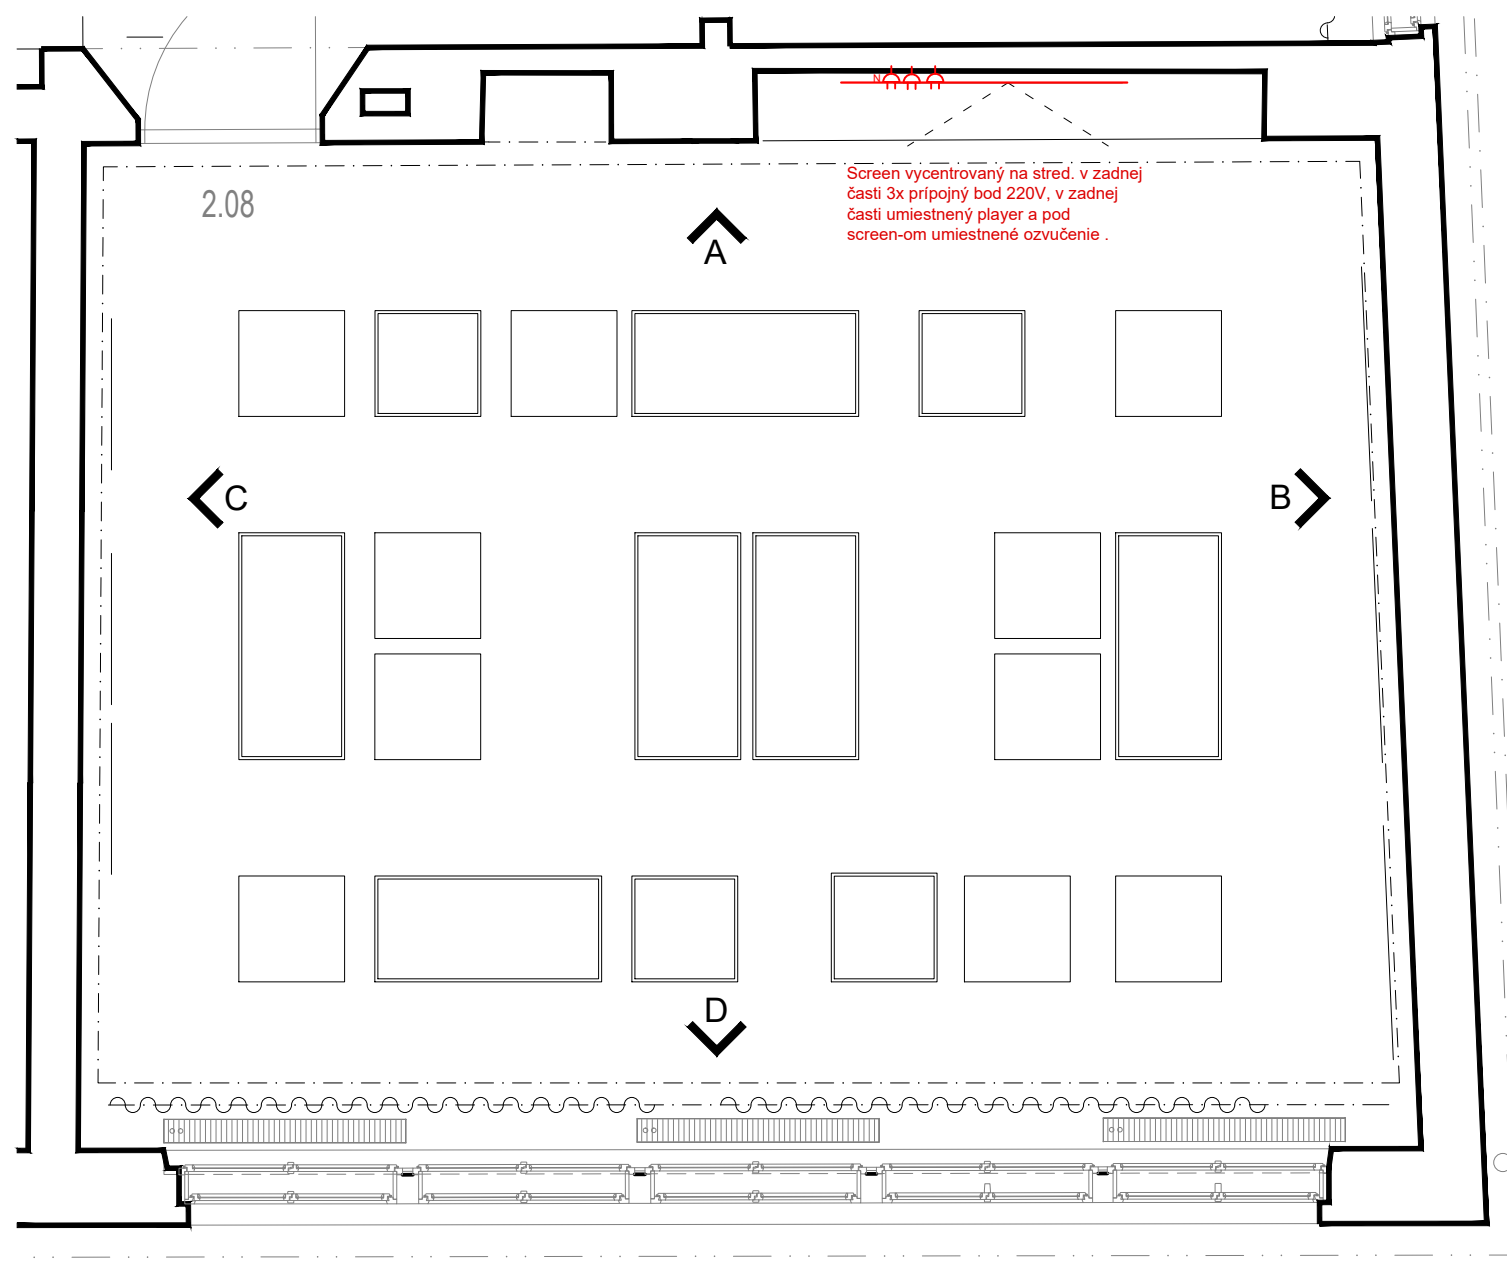 N
Screen vycentrovaný na stred. v zadnej
časti 3x prípojný bod 220V, v zadnej
časti umiestnený player a pod
screen-om umiestnené ozvučenie .
2.08
A
C
B
D